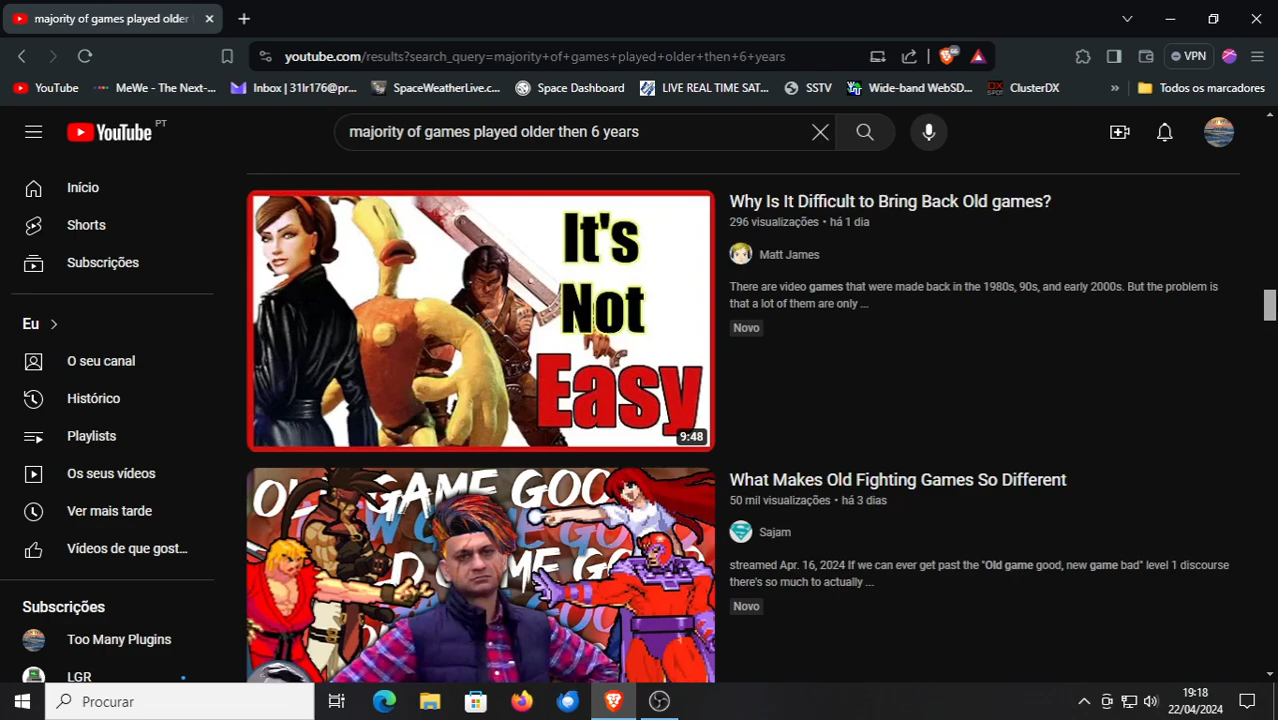 majority of games played older
youtube.com/results?search_query=majority+of+games+played+older+then+6+years
66
VPN
YouTube
MeWe - The Next-...
Inbox | 31lr176@pr...
SpaceWeatherLive.c...
Space Dashboard
LIVE REAL TIME SAT...
SSTV
Wide-band WebSD...
ClusterDX
Todos os marcadores
YouTube PT
majority of games played older then 6 years
Início
Shorts
Subscrições
Eu
O seu canal
Histórico
Playlists
Os seus vídeos
Ver mais tarde
Vídeos de que gost...
Subscrições
Too Many Plugins
LGR
It's
Not
Easy
9:48
Why Is It Difficult to Bring Back Old games?
296 visualizações • há 1 dia
Matt James
There are video games that were made back in the 1980s, 90s, and early 2000s. But the problem is
that a lot of them are only ...
Novo
What Makes Old Fighting Games So Different
50 mil visualizações • há 3 dias
Sajam
streamed Apr. 16, 2024 If we can ever get past the "Old game good, new game bad" level 1 discourse
there's so much to actually ...
Novo
Procurar
19:18
22/04/2024